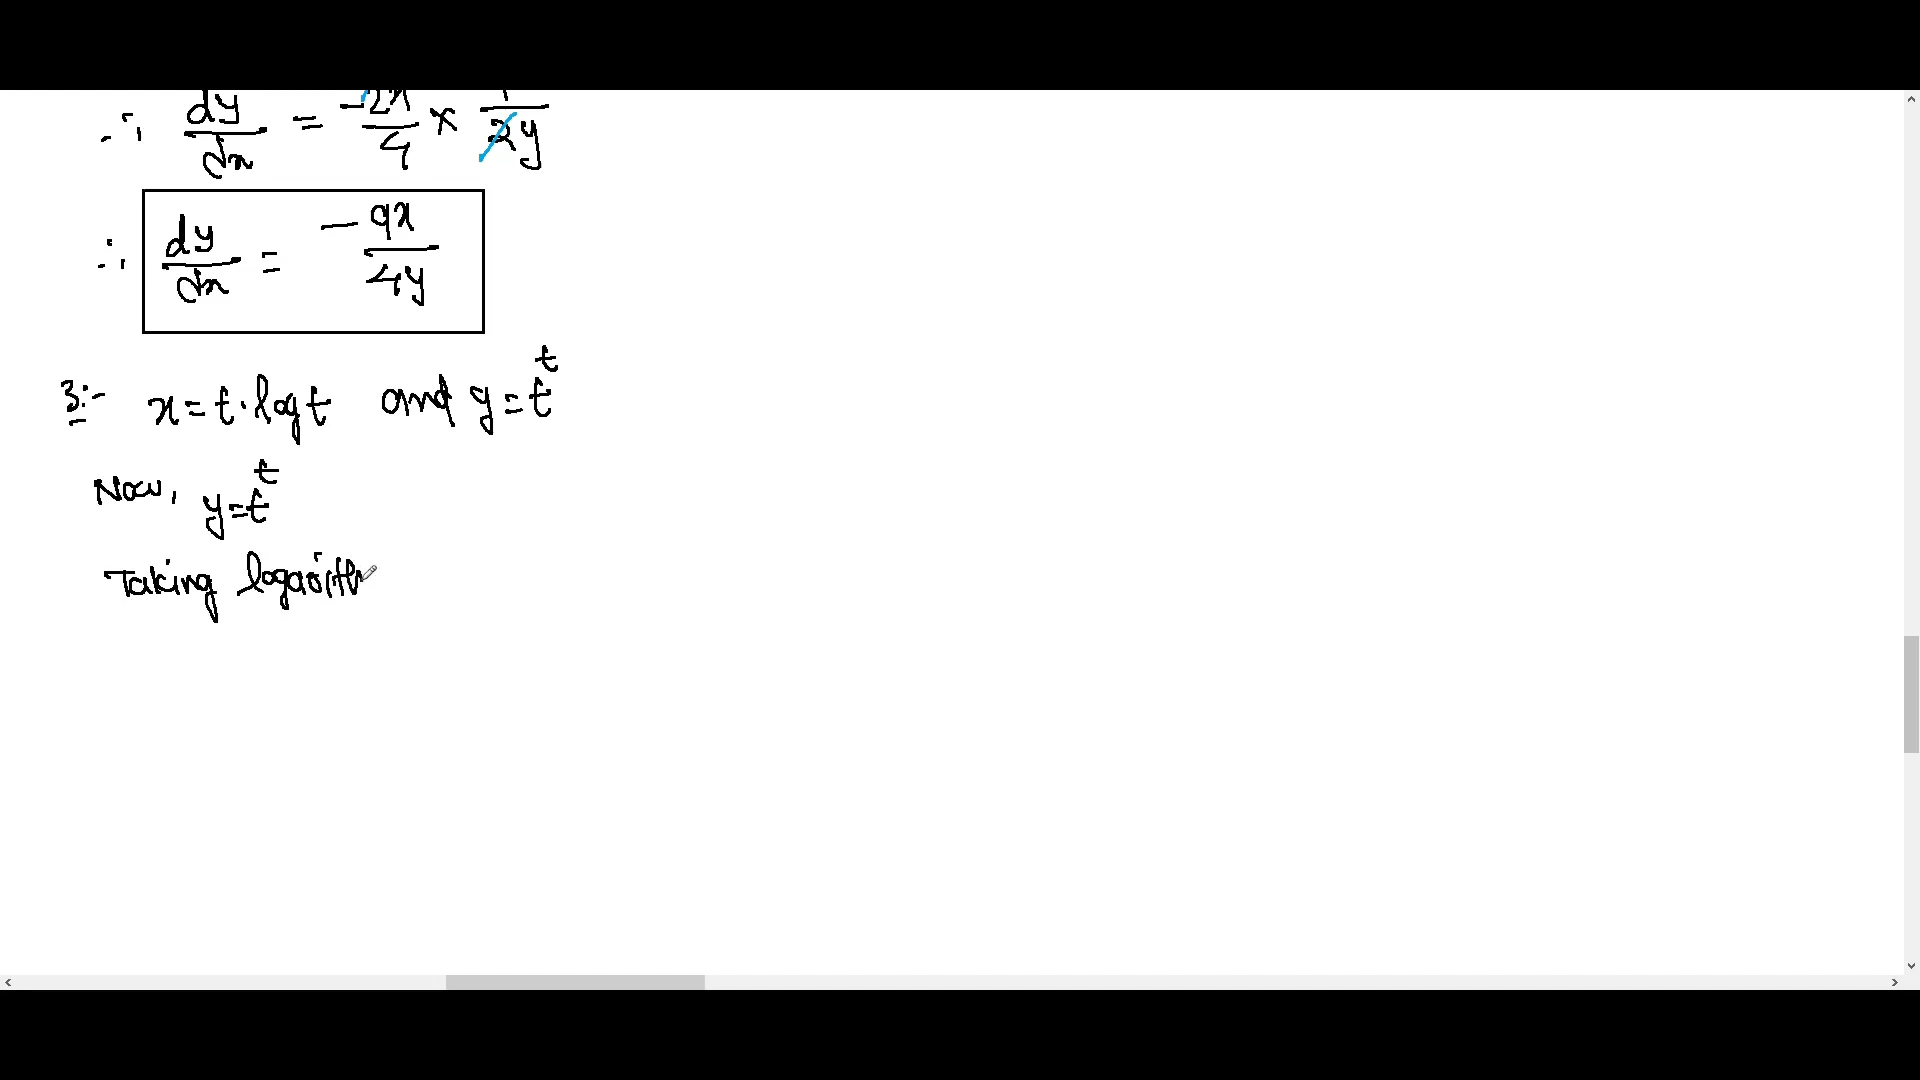 ∴ dy/dx = -2x/4 × 1/2y
∴ dy/dx = -9x/4y
3:- x = t · log t and y = t^t
Now, y = t^t
Taking logarith